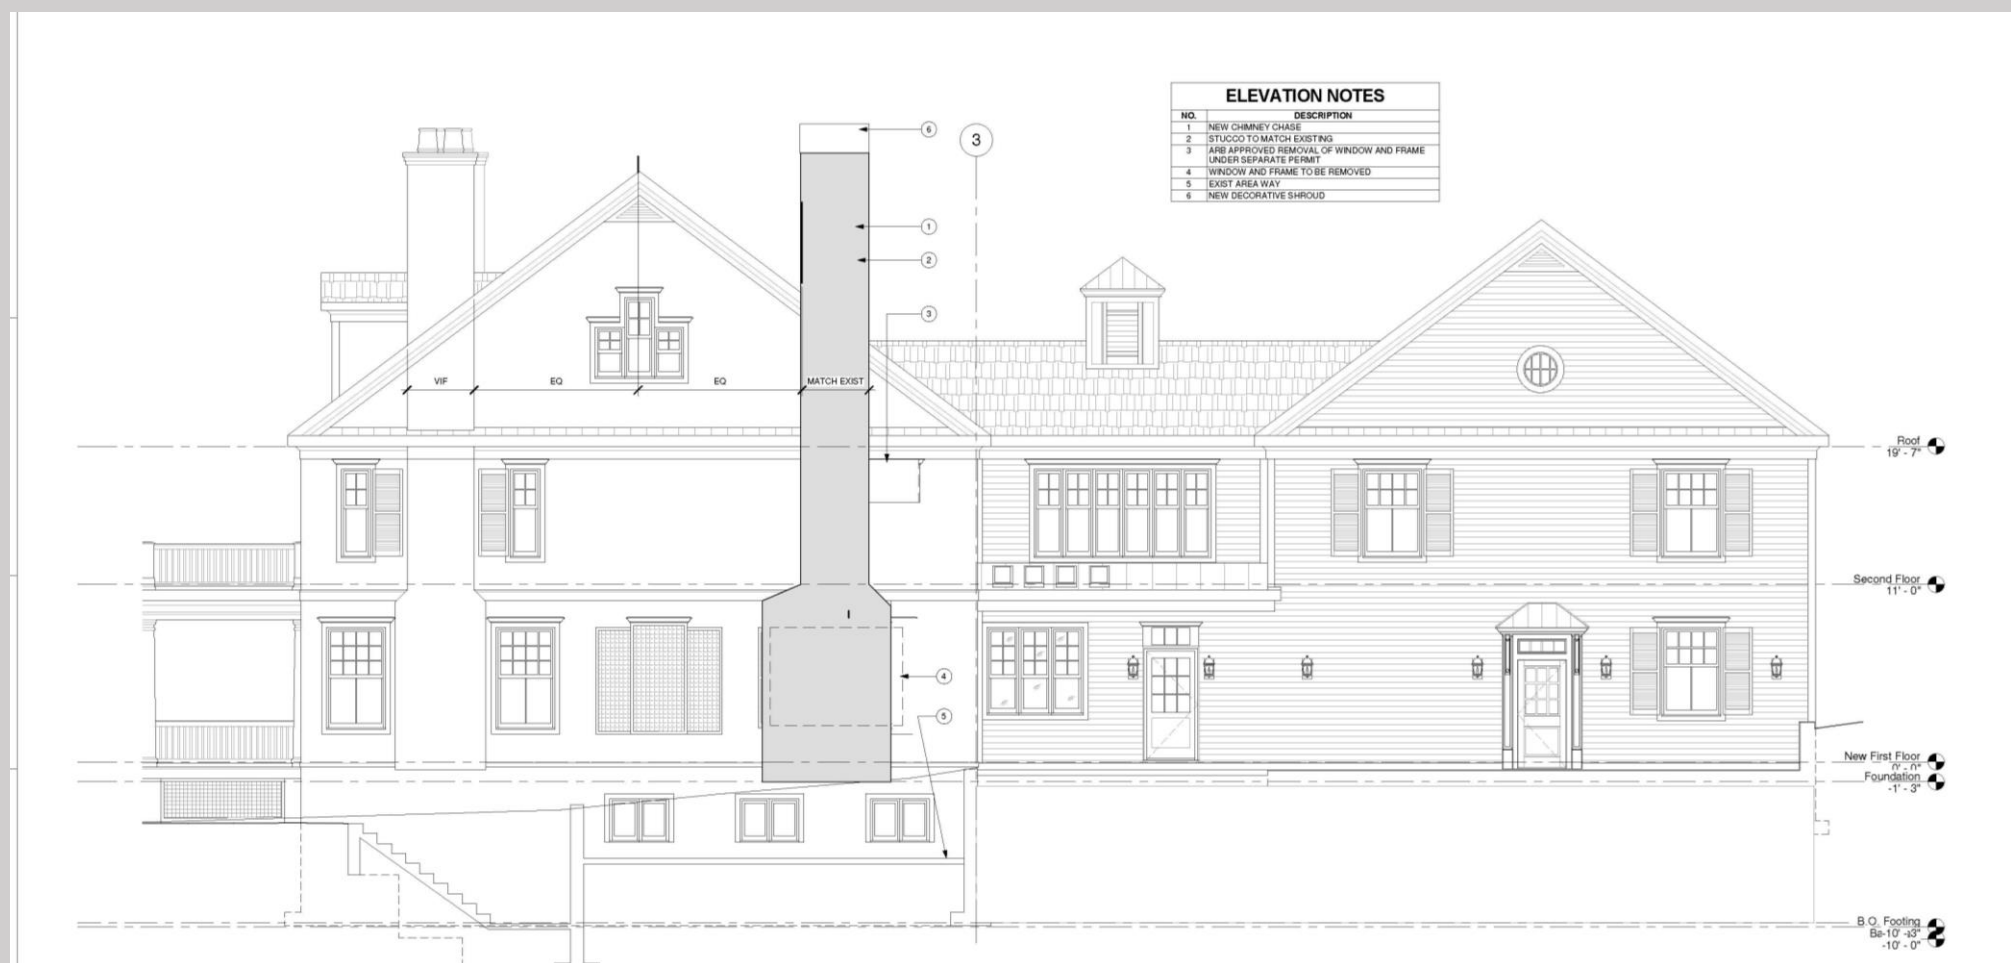 ELEVATION NOTES
NO. DESCRIPTION
1 NEW CHIMNEY CHASE
2 STUCCO TO MATCH EXISTING
3 ARB APPROVED REMOVAL OF WINDOW AND FRAME
UNDER SEPARATE PERMIT
4 WINDOW AND FRAME TO BE REMOVED
5 EXIST AREA WAY
6 NEW DECORATIVE SHROUD
6
3
1
2
3
VIF EQ EQ MATCH EXIST
Roof
19' - 7"
Second Floor
11' - 0"
4
5
New First Floor
0' - 0"
Foundation
-1' - 3"
B.O. Footing
-10' - 0"